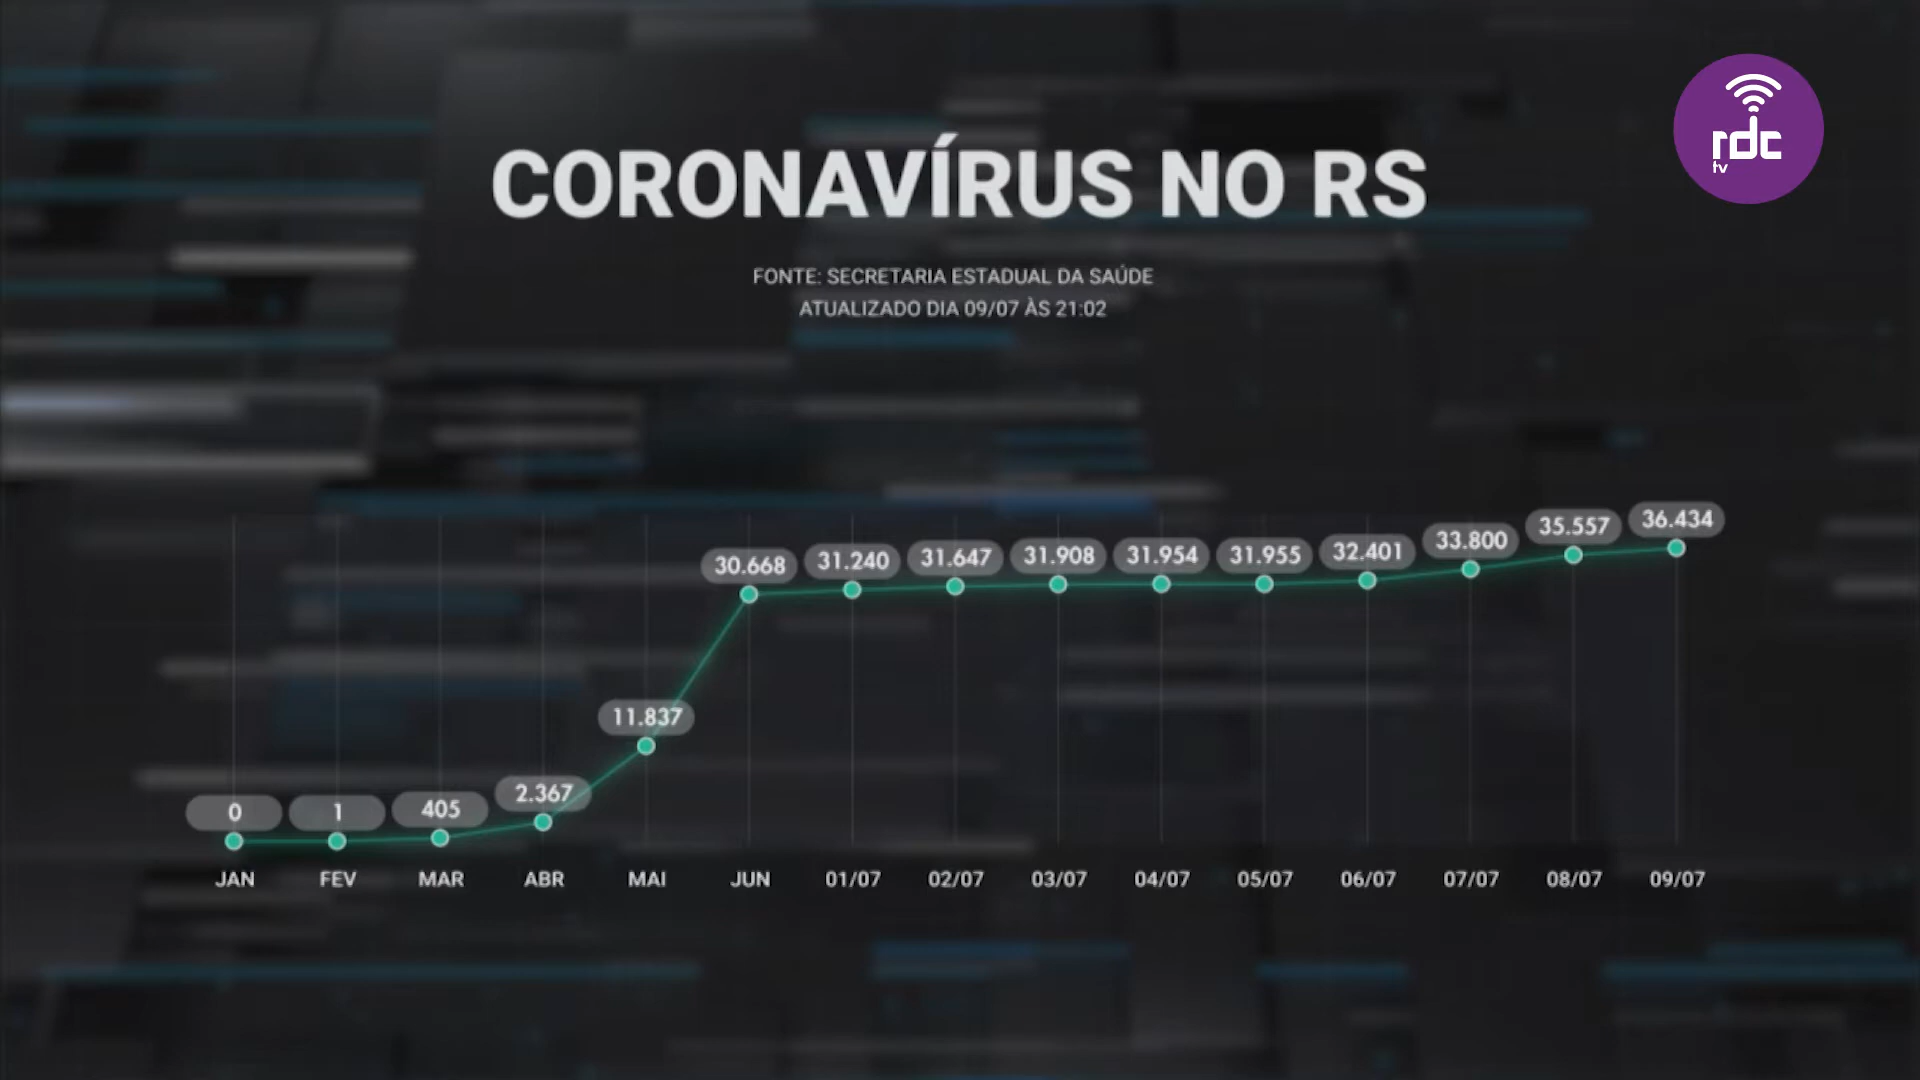 rdc
tv
CORONAVÍRUS NO RS
FONTE: SECRETARIA ESTADUAL DA SAÚDE
ATUALIZADO DIA 09/07 ÀS 21:02
0 1 405 2.367 11.837 30.668 31.240 31.647 31.908 31.954 31.955 32.401 33.800 35.557 36.434
JAN FEV MAR ABR MAI JUN 01/07 02/07 03/07 04/07 05/07 06/07 07/07 08/07 09/07